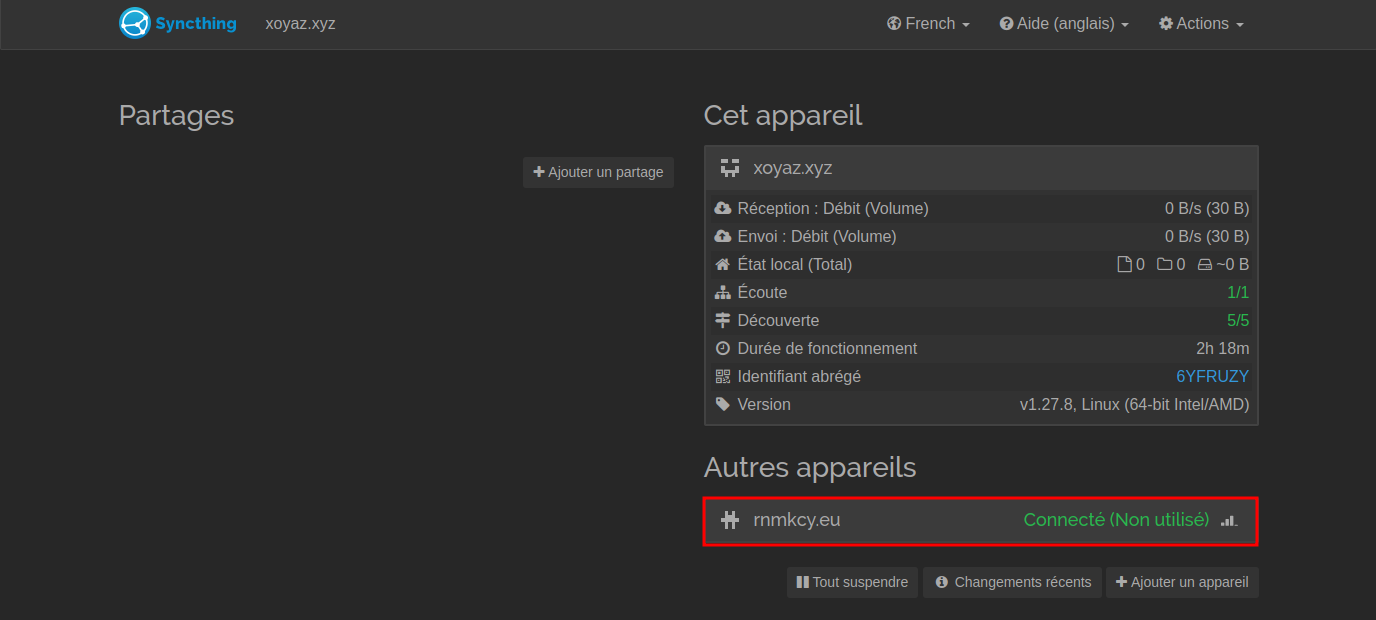 Syncthing xoyaz.xyz French Aide (anglais) Actions
Partages
Ajouter un partage
Cet appareil
xoyaz.xyz
Réception : Débit (Volume) 0 B/s (30 B)
Envoi : Débit (Volume) 0 B/s (30 B)
État local (Total) 0 0 ~0 B
Écoute 1/1
Découverte 5/5
Durée de fonctionnement 2h 18m
Identifiant abrégé 6YFRUZY
Version v1.27.8, Linux (64-bit Intel/AMD)
Autres appareils
rnmkcy.eu Connecté (Non utilisé)
Tout suspendre Changements récents Ajouter un appareil